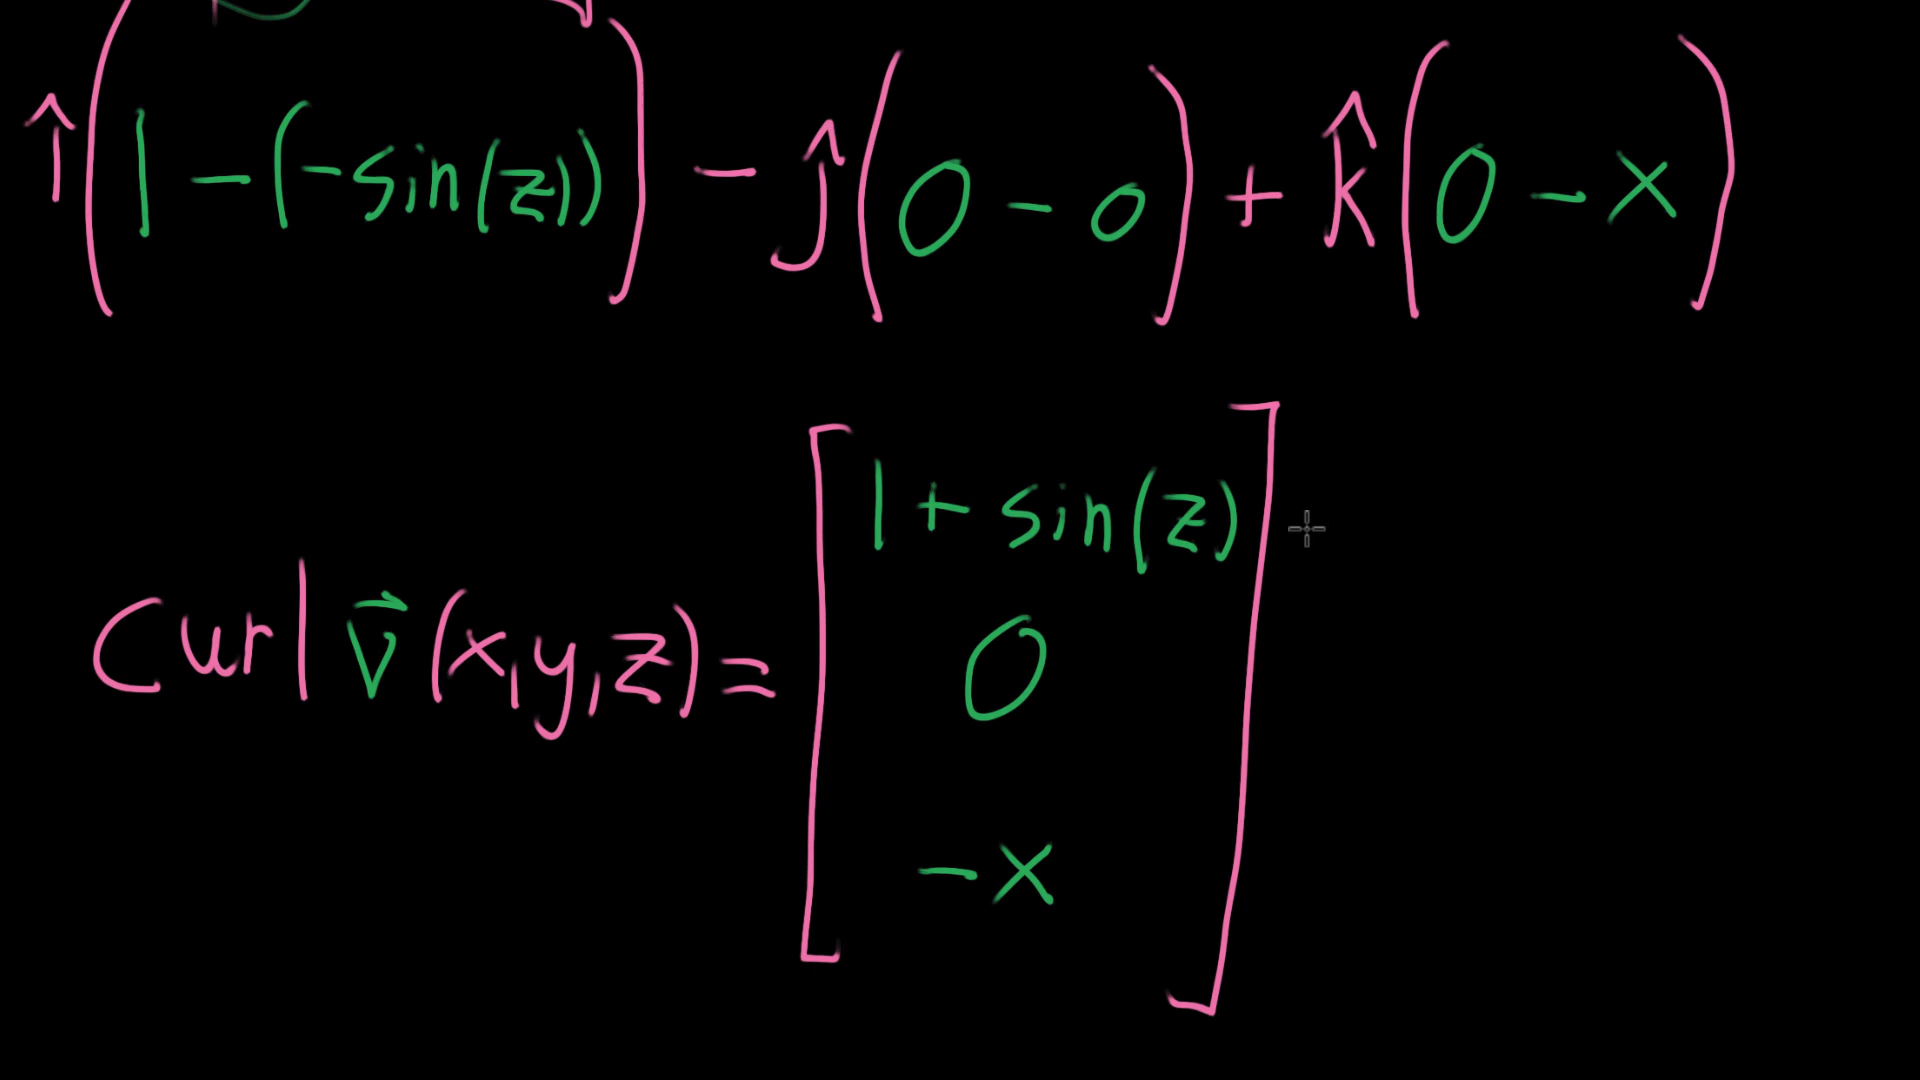 î(1 - (-sin(z))) - ĵ(0 - 0) + k̂(0 - x)
Curl v⃗(x,y,z) = [1 + sin(z)
0
-x]